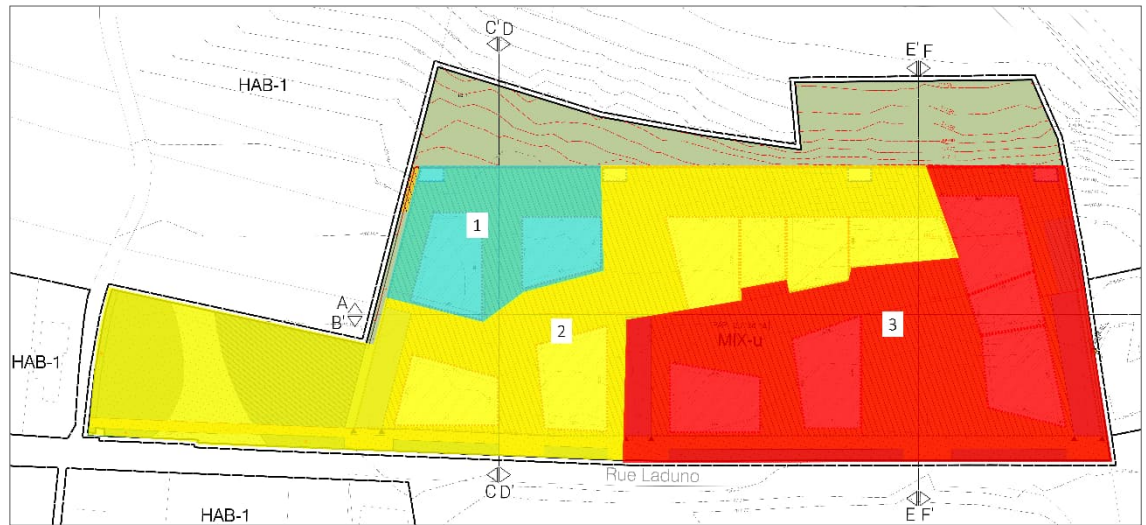 C' D
E' F
HAB-1
1
A
B'
2
3
MIX-u
HAB-1
Rue Laduno
C D'
E F'
HAB-1